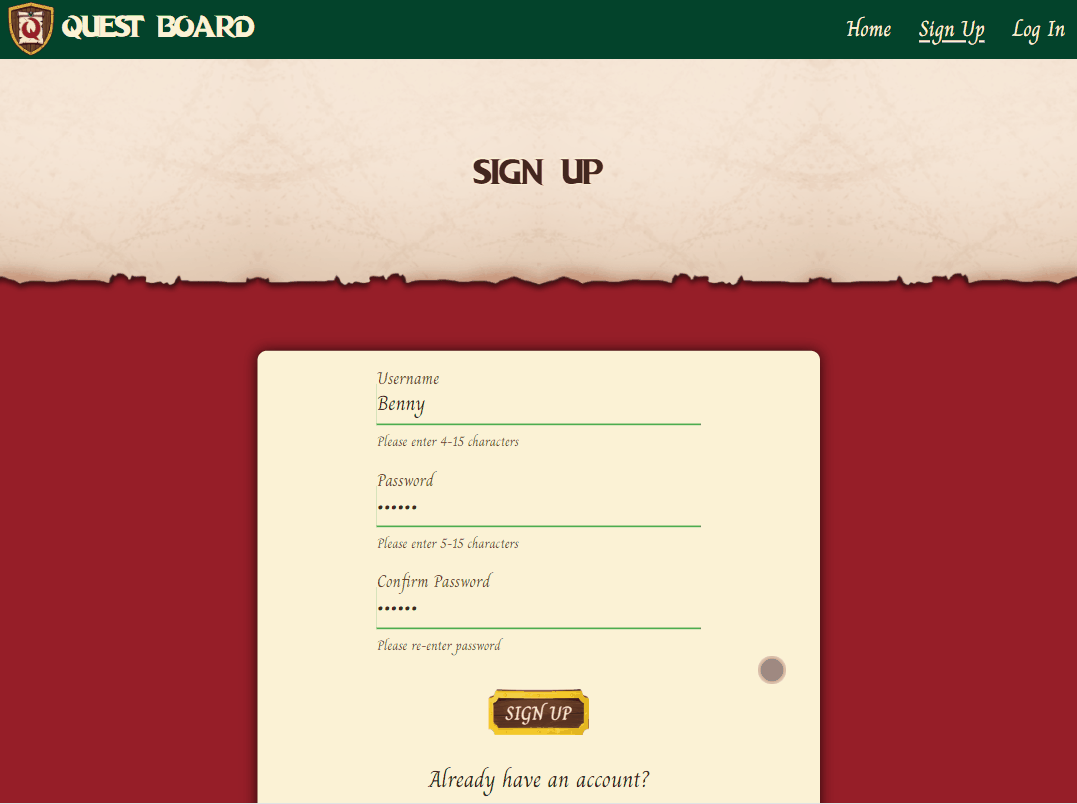 Q QUEST BOARD
Home Sign Up Log In
SIGN UP
Username
Benny
Please enter 4-15 characters
Password
••••••
Please enter 5-15 characters
Confirm Password
••••••
Please re-enter password
SIGN UP
Already have an account?